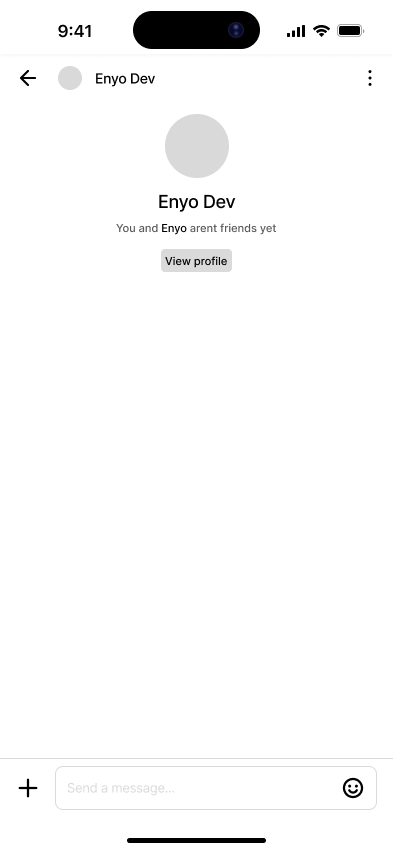 9:41
Enyo Dev
Enyo Dev
You and Enyo arent friends yet
View profile
Send a message...